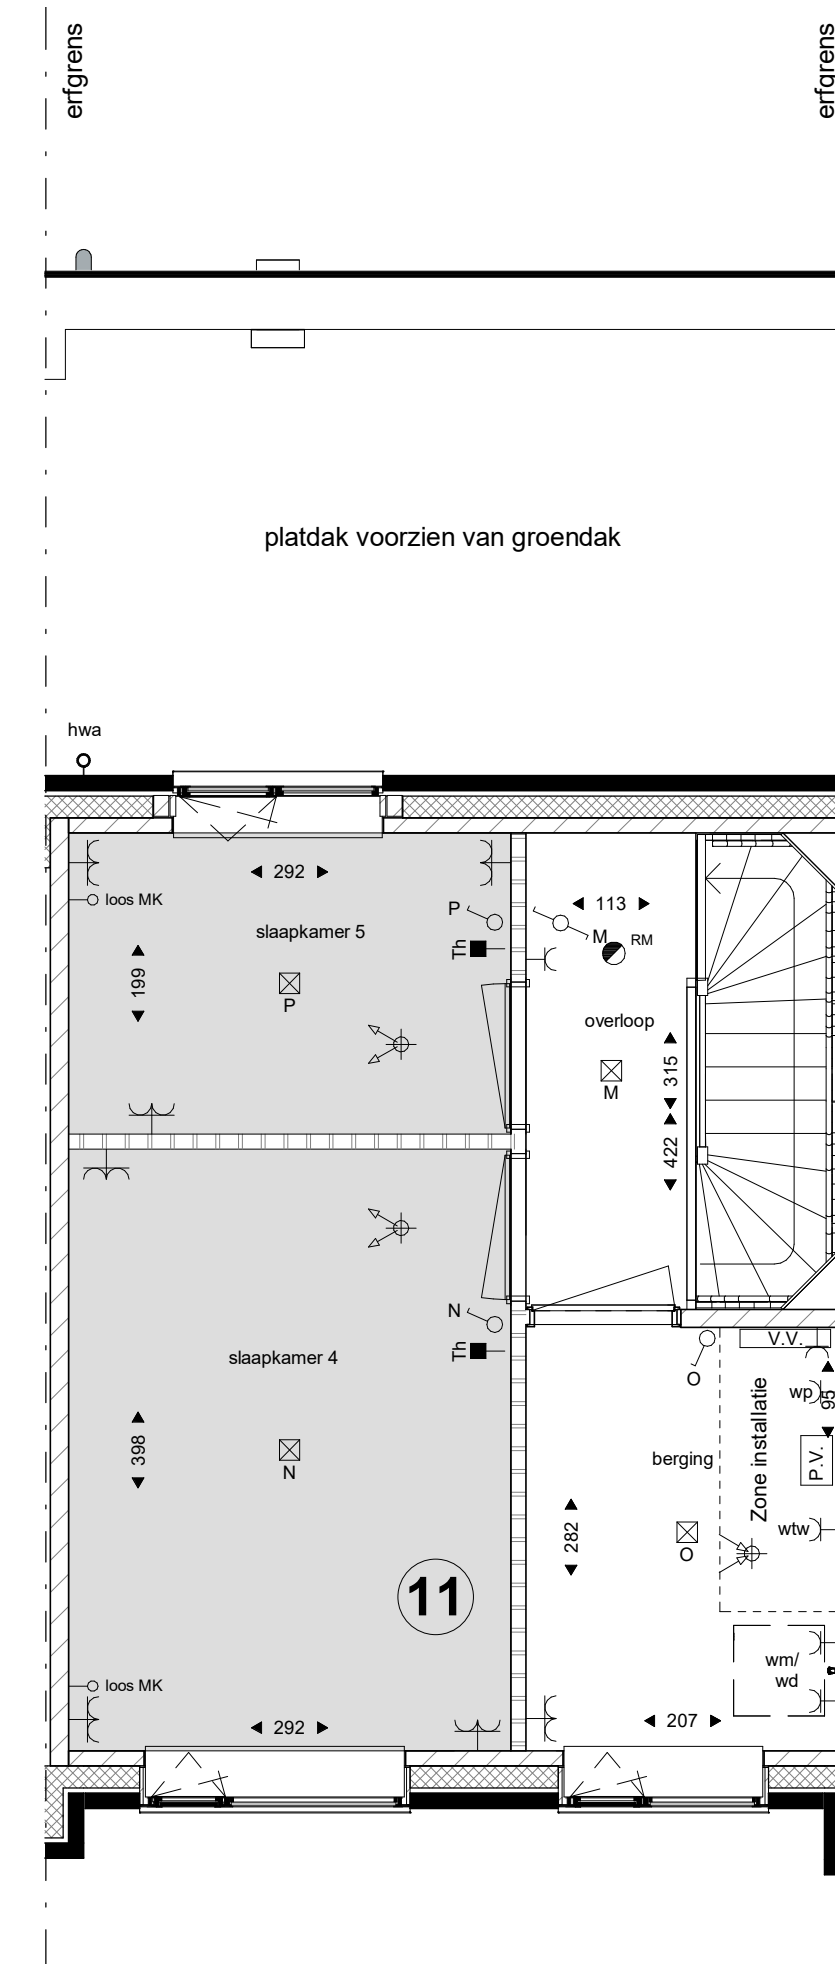 erfgrens
erfgrens
platdak voorzien van groendak
hwa
292
loos MK
P
113
M
RM
slaapkamer 5
Th
199
P
overloop
315
M
422
N
slaapkamer 4
Th
V.V.
O
wp
95
Zone installatie
398
N
berging
P.V.
282
O
wtw
11
wm/
wd
loos MK
292
207